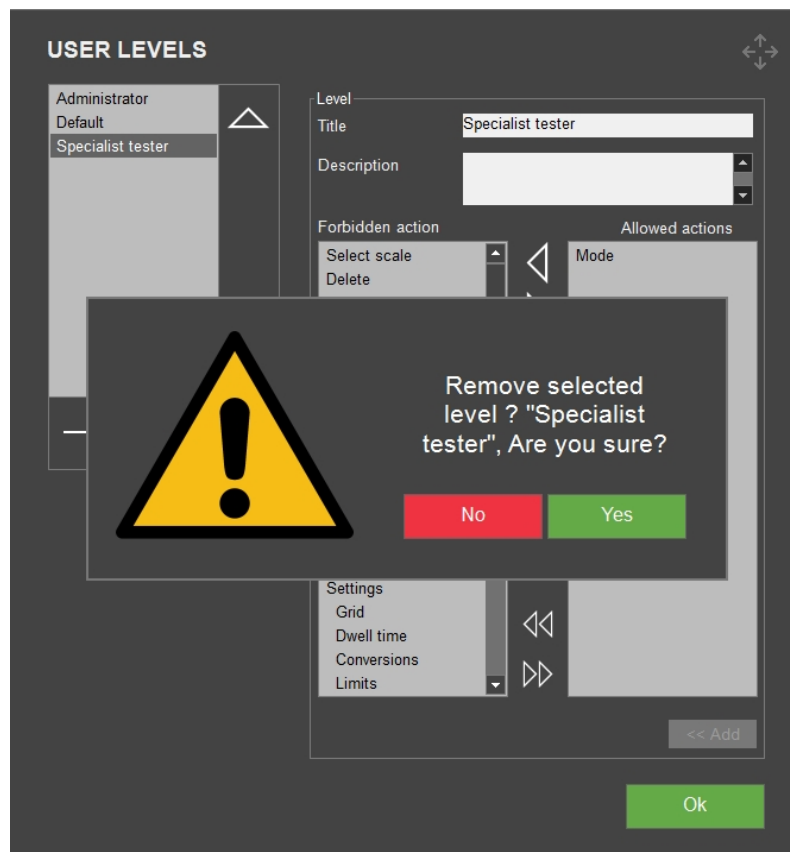 USER LEVELS
Administrator
Default
Specialist tester
Level
Title
Specialist tester
Description
Forbidden action
Allowed actions
Select scale
Delete
Mode
Remove selected
level ? "Specialist
tester", Are you sure?
No
Yes
Settings
Grid
Dwell time
Conversions
Limits
<< Add
Ok